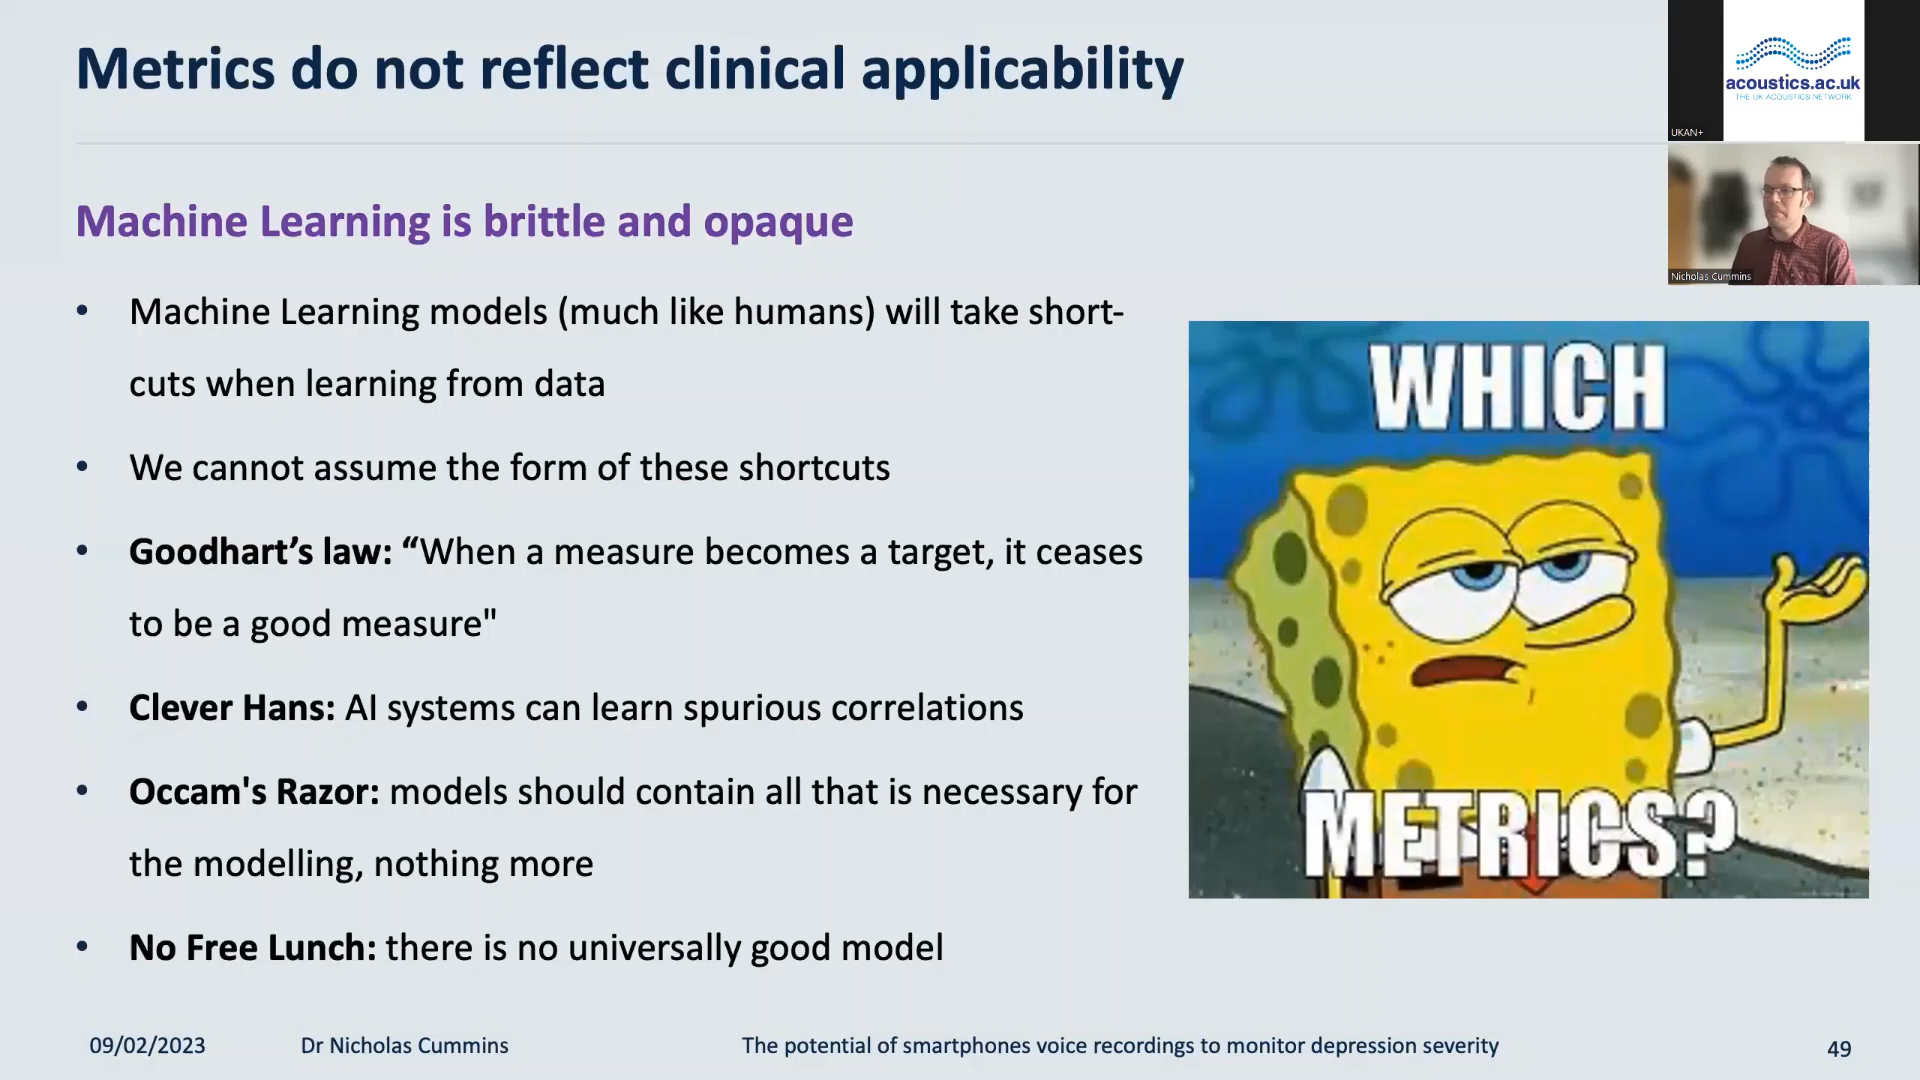 Metrics do not reflect clinical applicability
acoustics.ac.uk
THE UK ACOUSTICS NETWORK
UKAN+
Nicholas Cummins
Machine Learning is brittle and opaque
• Machine Learning models (much like humans) will take short-
cuts when learning from data
• We cannot assume the form of these shortcuts
• Goodhart’s law: “When a measure becomes a target, it ceases
to be a good measure"
• Clever Hans: AI systems can learn spurious correlations
• Occam's Razor: models should contain all that is necessary for
the modelling, nothing more
• No Free Lunch: there is no universally good model
WHICH
METRICS?
09/02/2023
Dr Nicholas Cummins
The potential of smartphones voice recordings to monitor depression severity
49